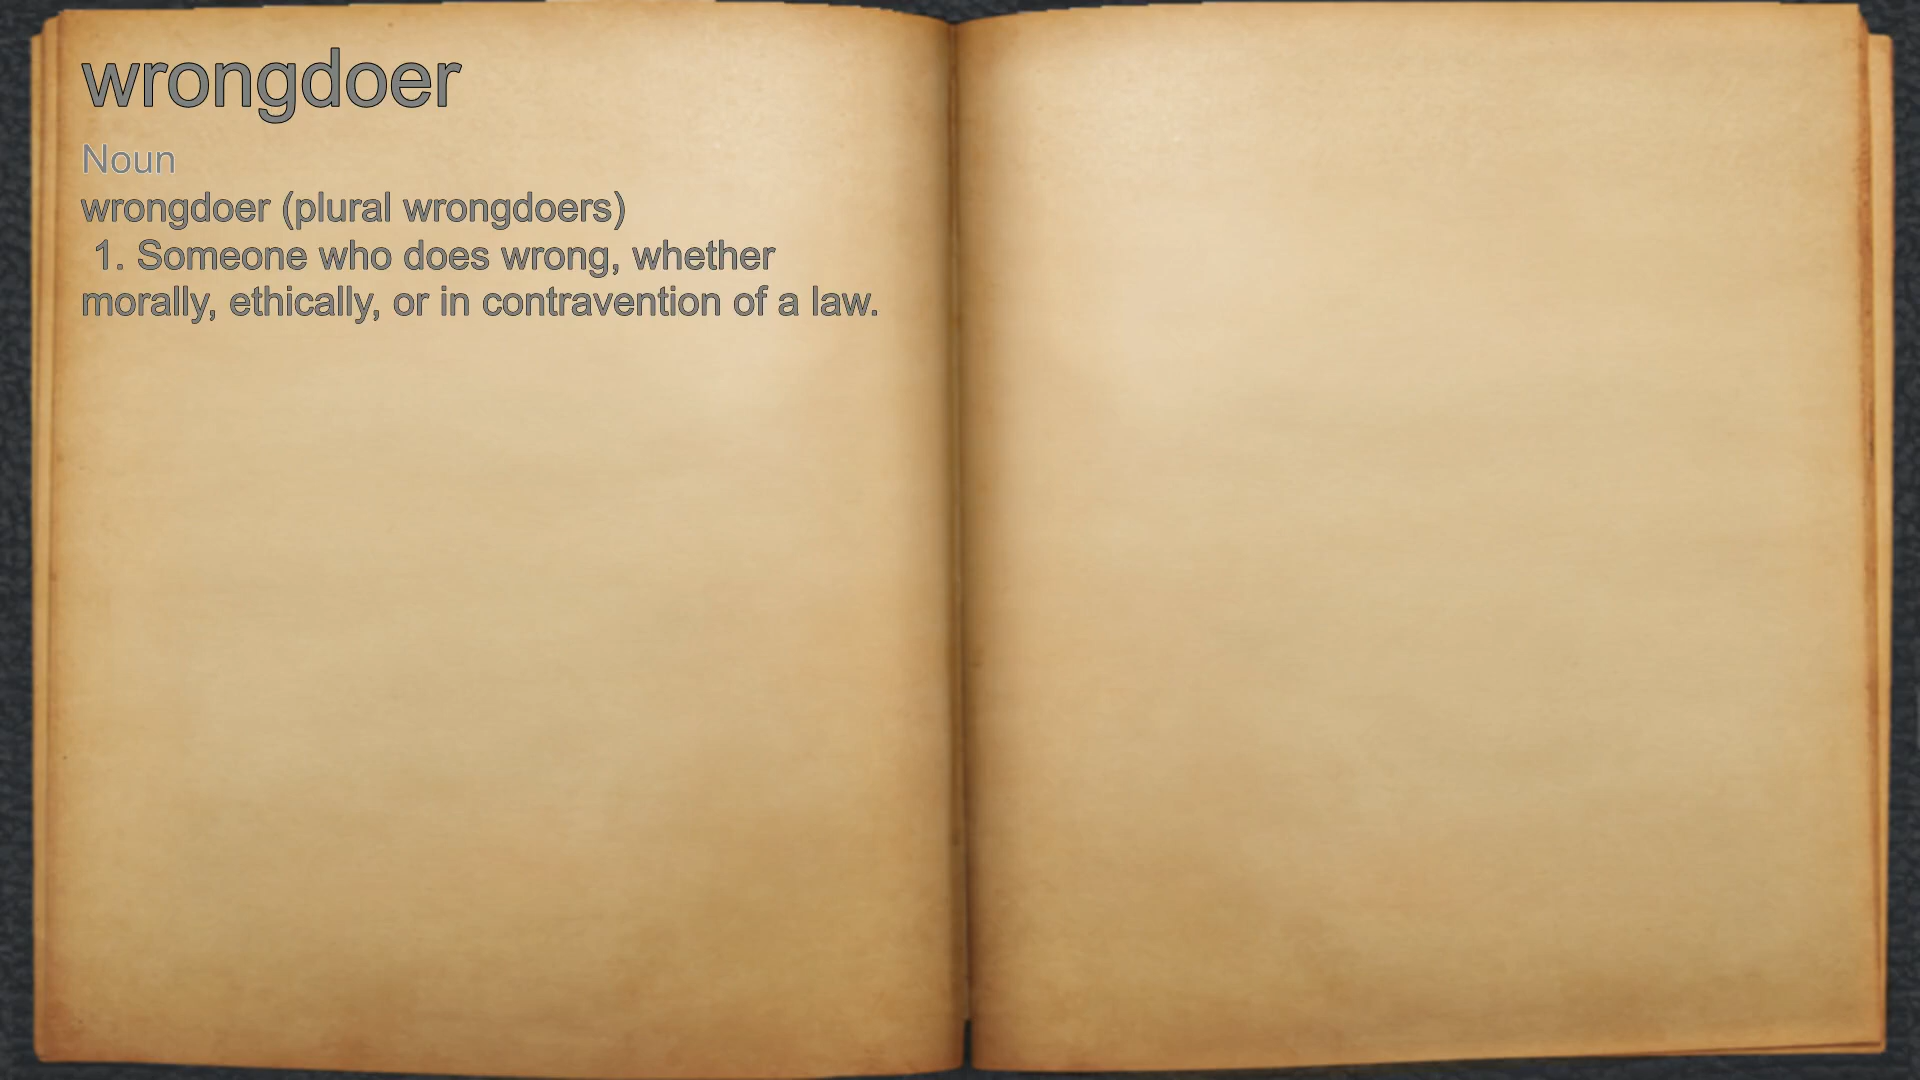 wrongdoer
Noun
wrongdoer (plural wrongdoers)
1. Someone who does wrong, whether
morally, ethically, or in contravention of a law.